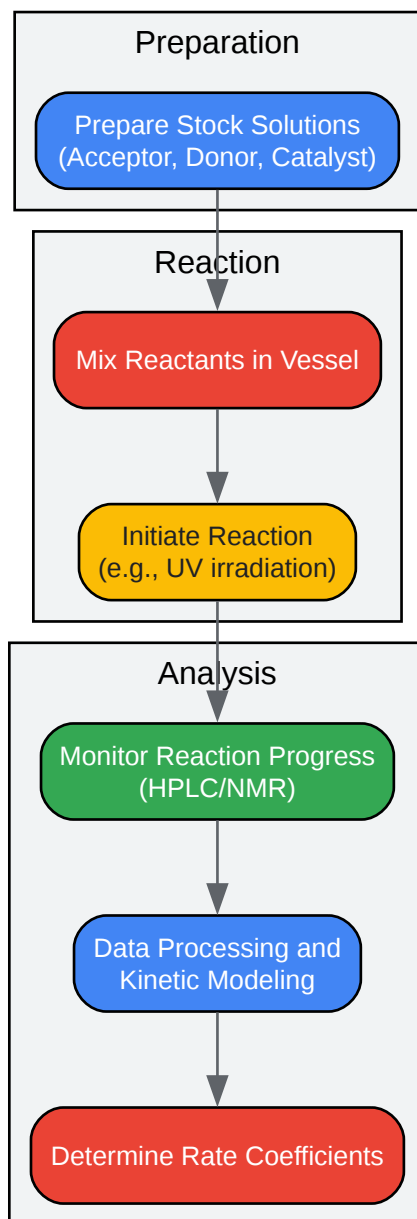 Preparation
Prepare Stock Solutions
(Acceptor, Donor, Catalyst)
Reaction
Mix Reactants in Vessel
Initiate Reaction
(e.g., UV irradiation)
Analysis
Monitor Reaction Progress
(HPLC/NMR)
Data Processing and
Kinetic Modeling
Determine Rate Coefficients